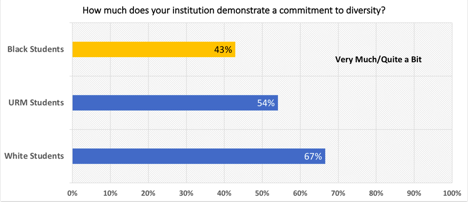 How much does your institution demonstrate a commitment to diversity?
Black Students
43%
Very Much/Quite a Bit
URM Students
54%
White Students
67%
0% 10% 20% 30% 40% 50% 60% 70% 80% 90% 100%